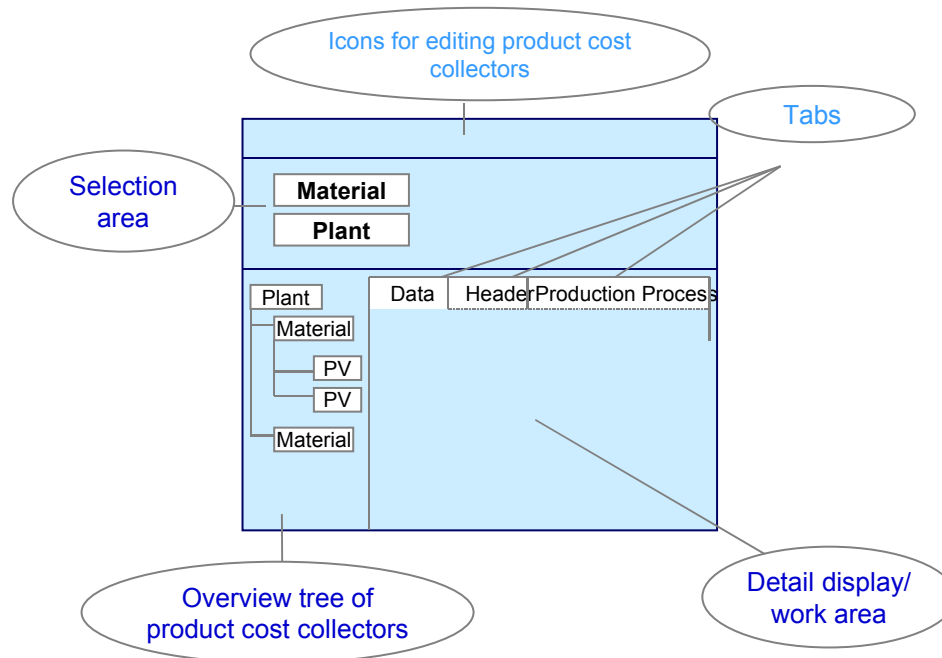 Icons for editing product cost
collectors
Tabs
Selection
area
Material
Plant
Plant
Material
PV
PV
Material
Data
Header
Production Process
Overview tree of
product cost collectors
Detail display/
work area